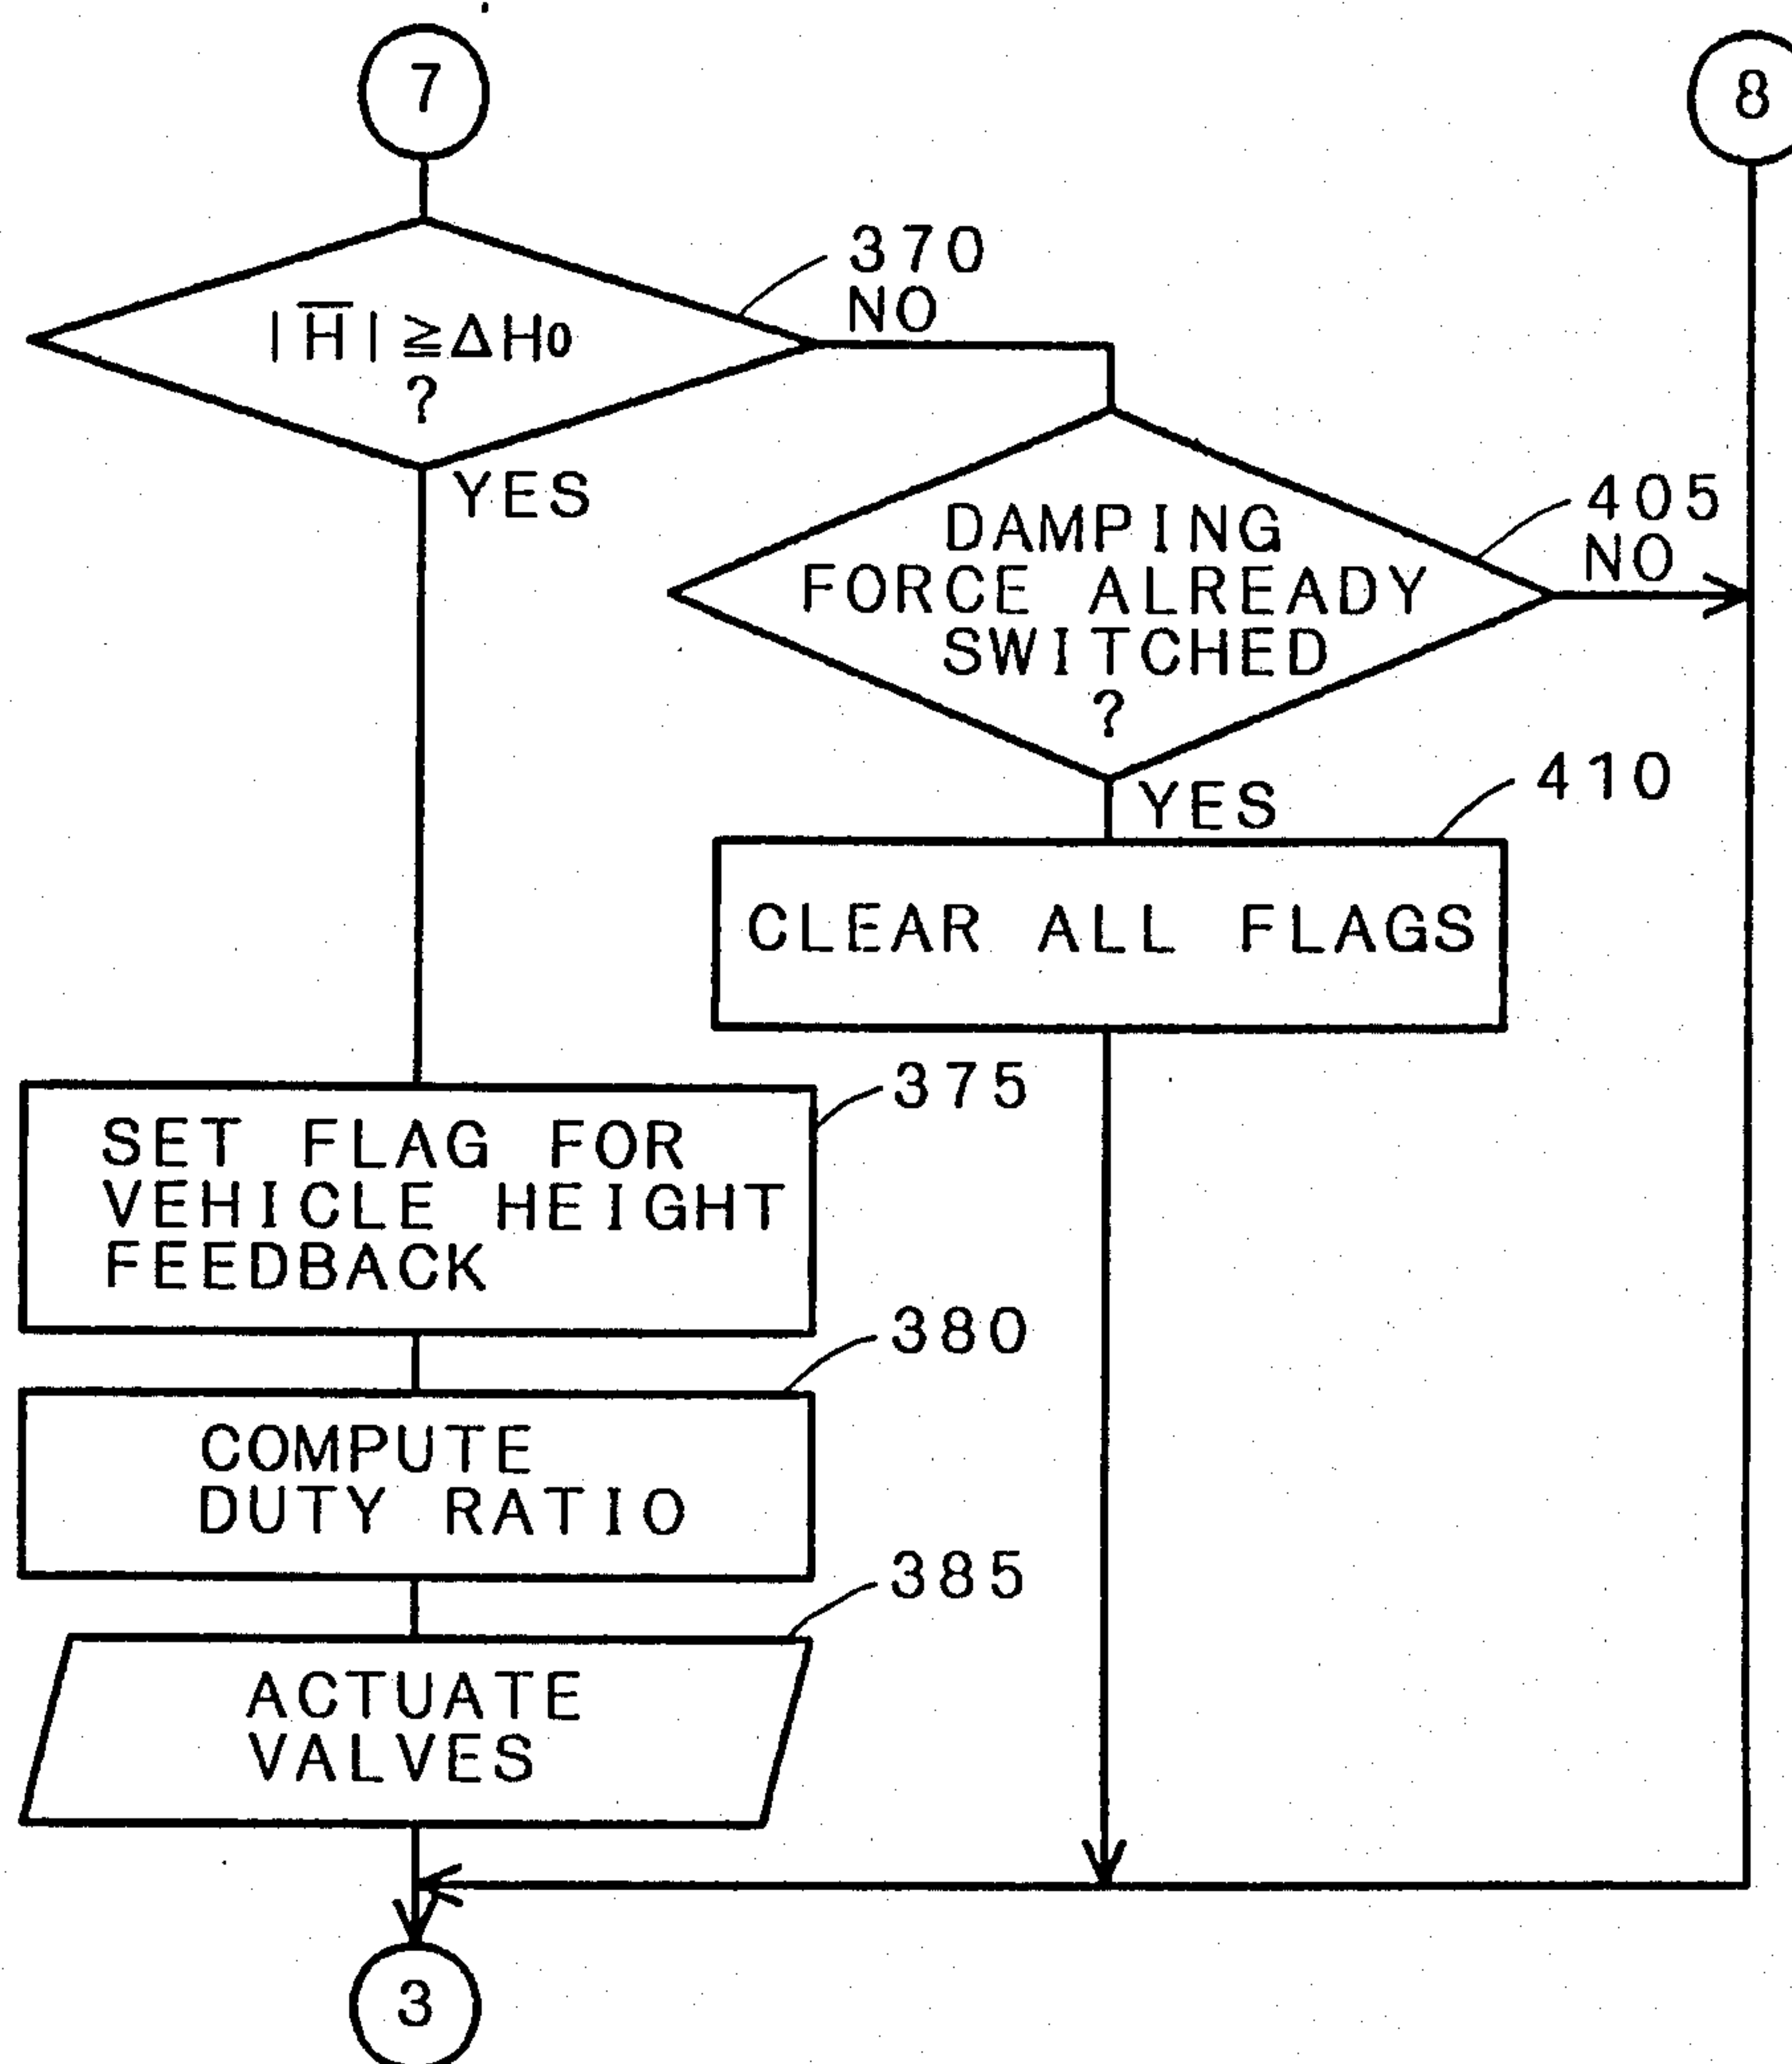 7
8
370
NO
|H̅| ≧ ΔH0
?
YES
405
NO
DAMPING
FORCE ALREADY
SWITCHED
?
YES
410
CLEAR ALL FLAGS
375
SET FLAG FOR
VEHICLE HEIGHT
FEEDBACK
380
COMPUTE
DUTY RATIO
385
ACTUATE
VALVES
3